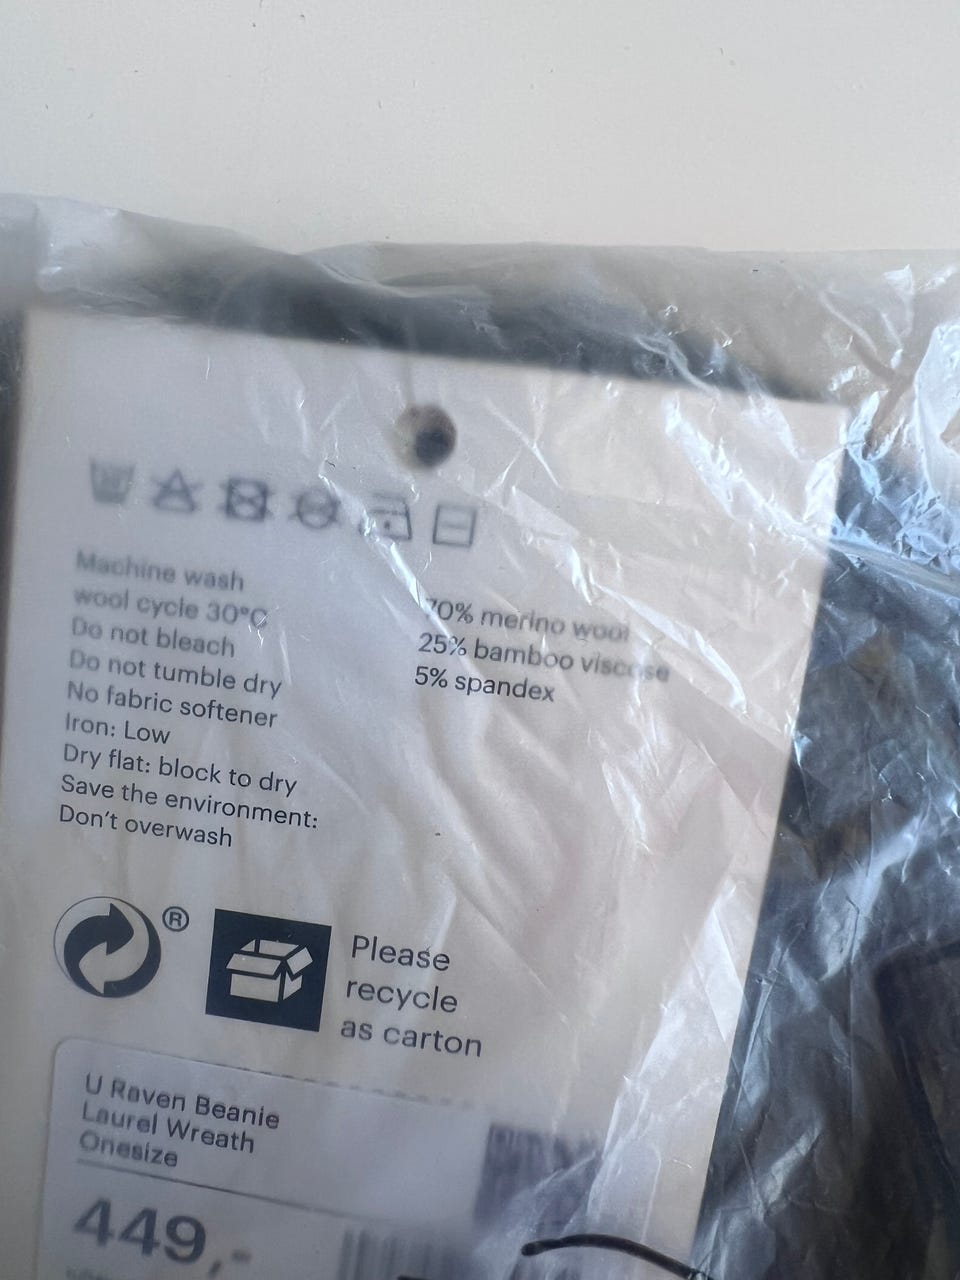 Machine wash
wool cycle 30°C
Do not bleach
Do not tumble dry
No fabric softener
Iron: Low
Dry flat: block to dry
Save the environment:
Don't overwash
70% merino wool
25% bamboo viscose
5% spandex
®
Please
recycle
as carton
U Raven Beanie
Laurel Wreath
Onesize
449,-